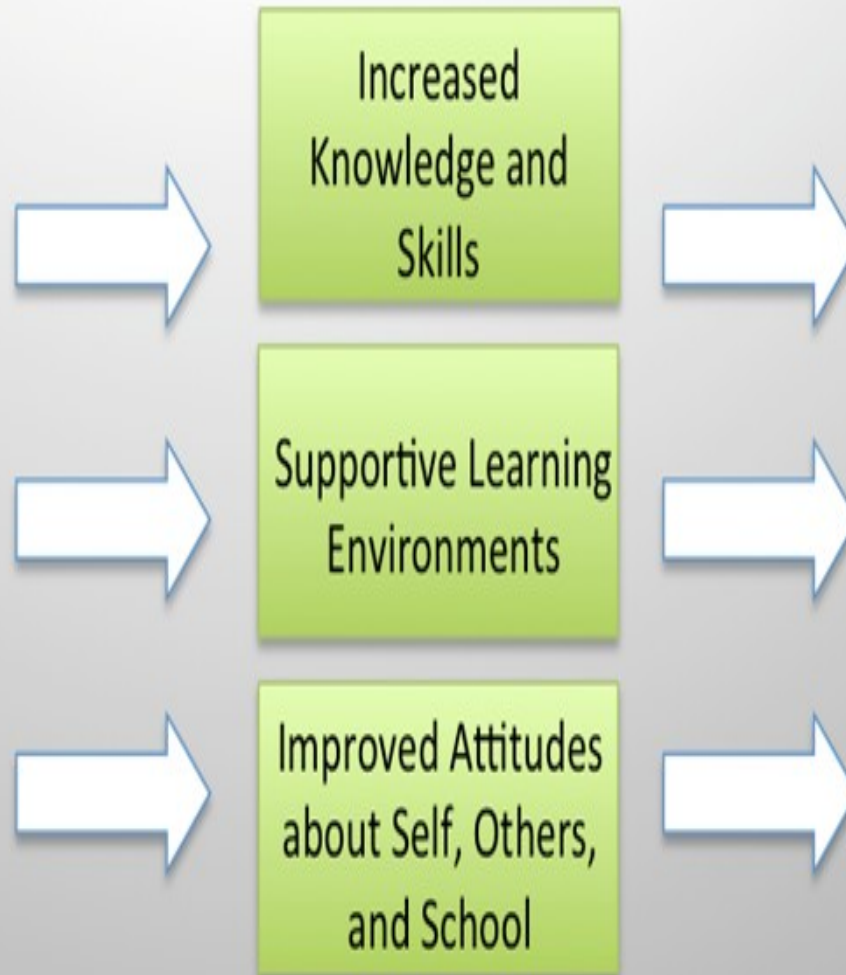 Increased
Knowledge and
Skills
Supportive Learning
Environments
Improved Attitudes
about Self, Others,
and School